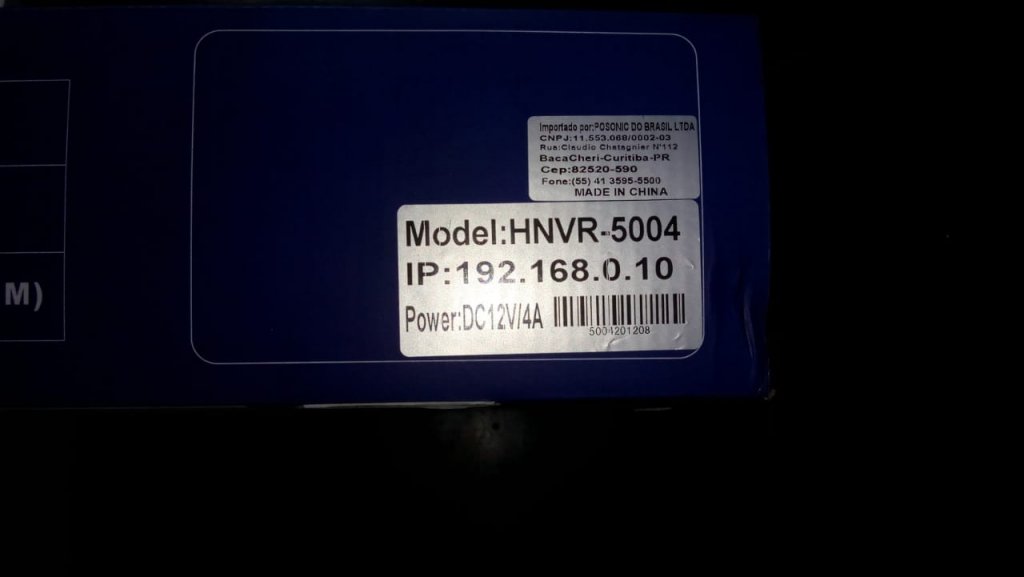 M)
Importado por:POSONIC DO BRASIL LTDA
CNPJ:11.553.068/0002-03
Rua:Claudio Chatagnier N°112
BacaCheri-Curitiba-PR
Cep:82520-590
Fone:(55) 41 3595-5500
MADE IN CHINA
Model:HNVR-5004
IP:192.168.0.10
Power:DC12V/4A
5004201208